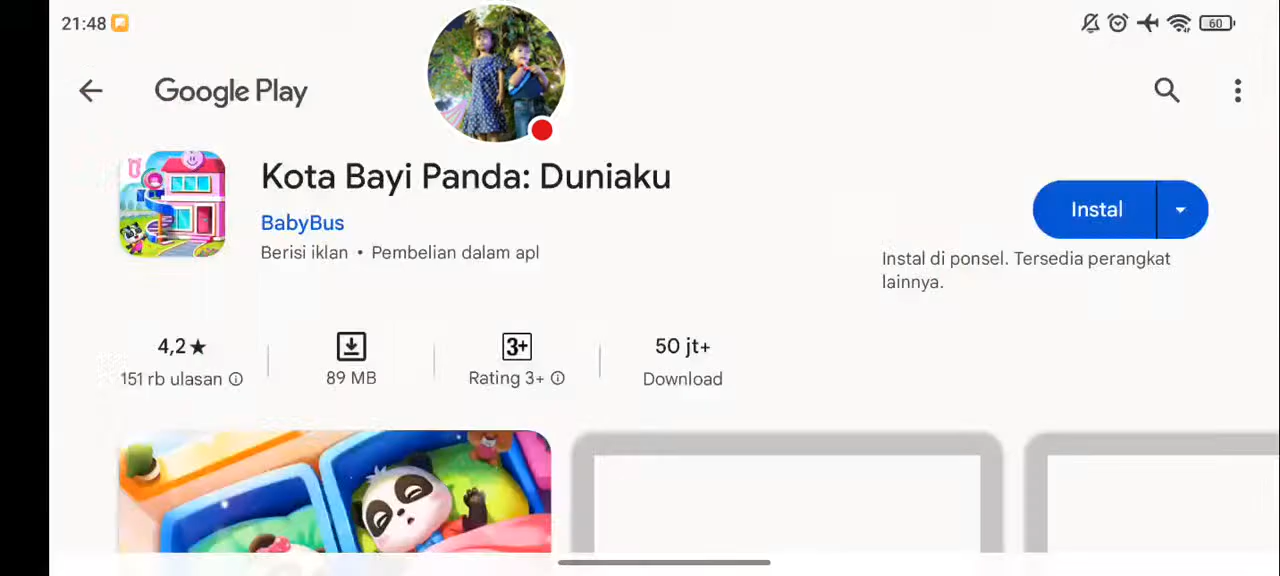 21:48
60
Google Play
Kota Bayi Panda: Duniaku
BabyBus
Berisi iklan • Pembelian dalam apl
Instal
Instal di ponsel. Tersedia perangkat
lainnya.
4,2★
151 rb ulasan
89 MB
3+
Rating 3+
50 jt+
Download